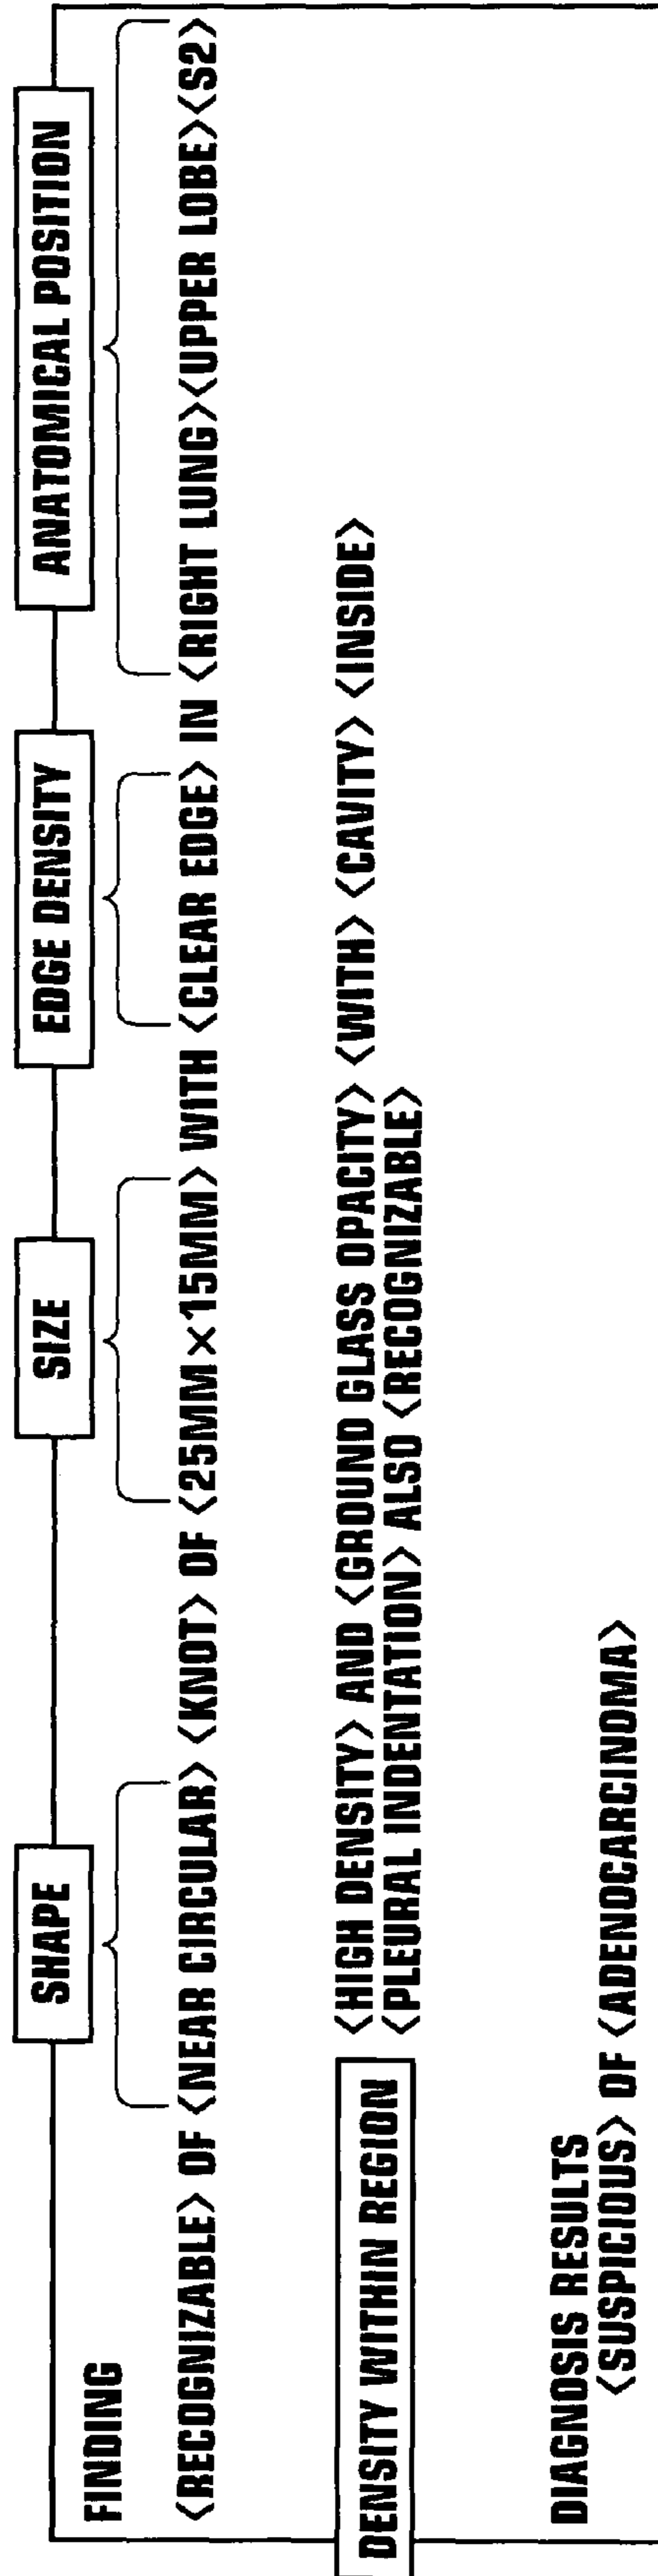 SHAPE SIZE EDGE DENSITY ANATOMICAL POSITION
FINDING
<RECOGNIZABLE> OF <NEAR CIRCULAR> <KNOT> OF <25MM×15MM> WITH <CLEAR EDGE> IN <RIGHT LUNG><UPPER LOBE><S2>
DENSITY WITHIN REGION <HIGH DENSITY> AND <GROUND GLASS OPACITY> <WITH> <CAVITY> <INSIDE>
<PLEURAL INDENTATION> ALSO <RECOGNIZABLE>
DIAGNOSIS RESULTS
<SUSPICIOUS> OF <ADENOCARCINOMA>